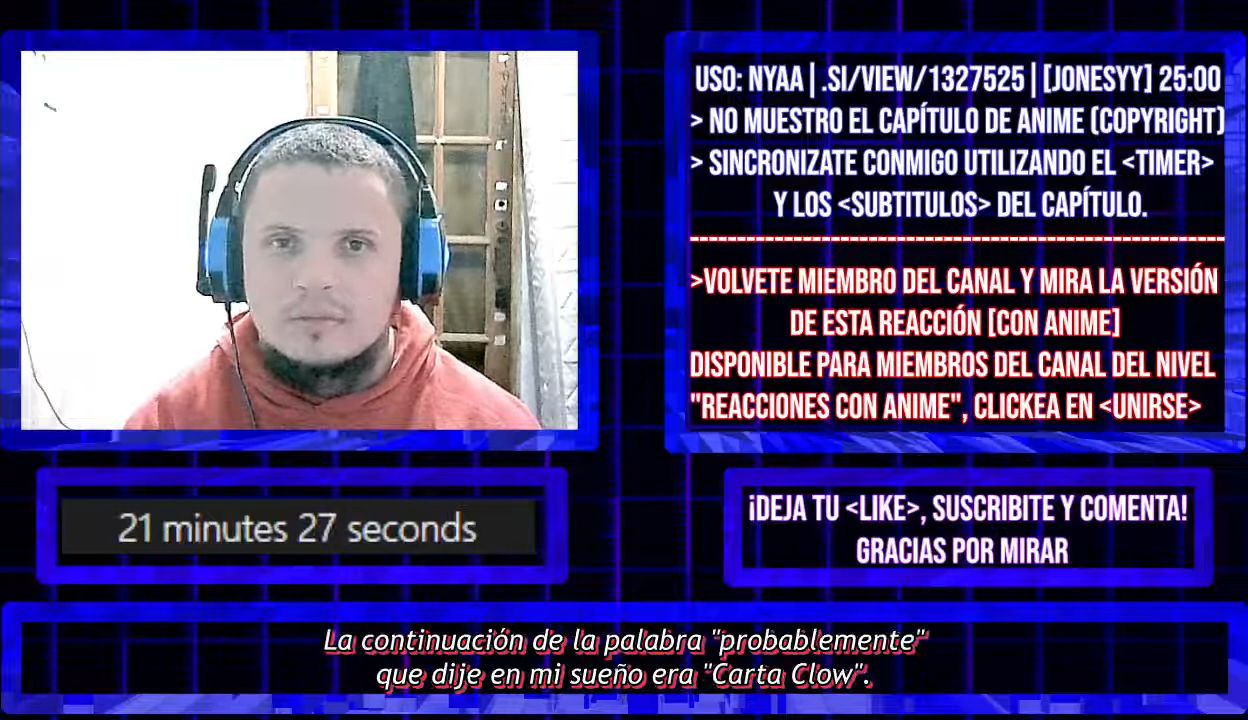 USO: NYAA | .SI/VIEW/1327525 | [JONESYY] 25:00
> NO MUESTRO EL CAPÍTULO DE ANIME (COPYRIGHT)
> SINCRONIZATE CONMIGO UTILIZANDO EL <TIMER>
Y LOS <SUBTITULOS> DEL CAPÍTULO.
>VOLVETE MIEMBRO DEL CANAL Y MIRA LA VERSIÓN
DE ESTA REACCIÓN [CON ANIME]
DISPONIBLE PARA MIEMBROS DEL CANAL DEL NIVEL
"REACCIONES CON ANIME", CLICKEA EN <UNIRSE>
21 minutes 27 seconds
¡DEJA TU <LIKE>, SUSCRIBITE Y COMENTA!
GRACIAS POR MIRAR
La continuación de la palabra "probablemente"
que dije en mi sueño era "Carta Clow".